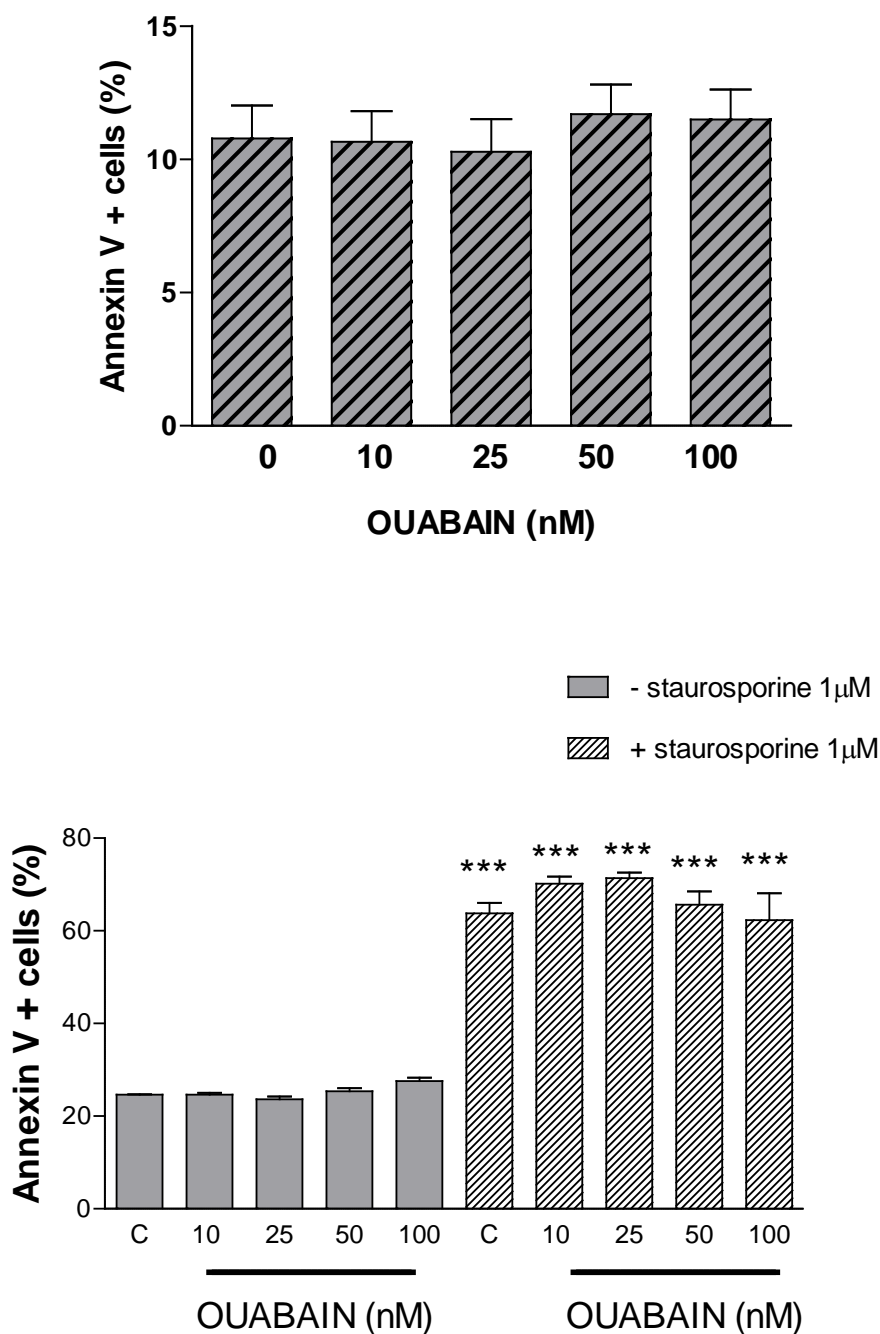 15
10
5
0
Annexin V + cells (%)
0 10 25 50 100
OUABAIN (nM)
- staurosporine 1μM
+ staurosporine 1μM
80
60
40
20
0
Annexin V + cells (%)
*** *** *** *** ***
C 10 25 50 100 C 10 25 50 100
OUABAIN (nM) OUABAIN (nM)